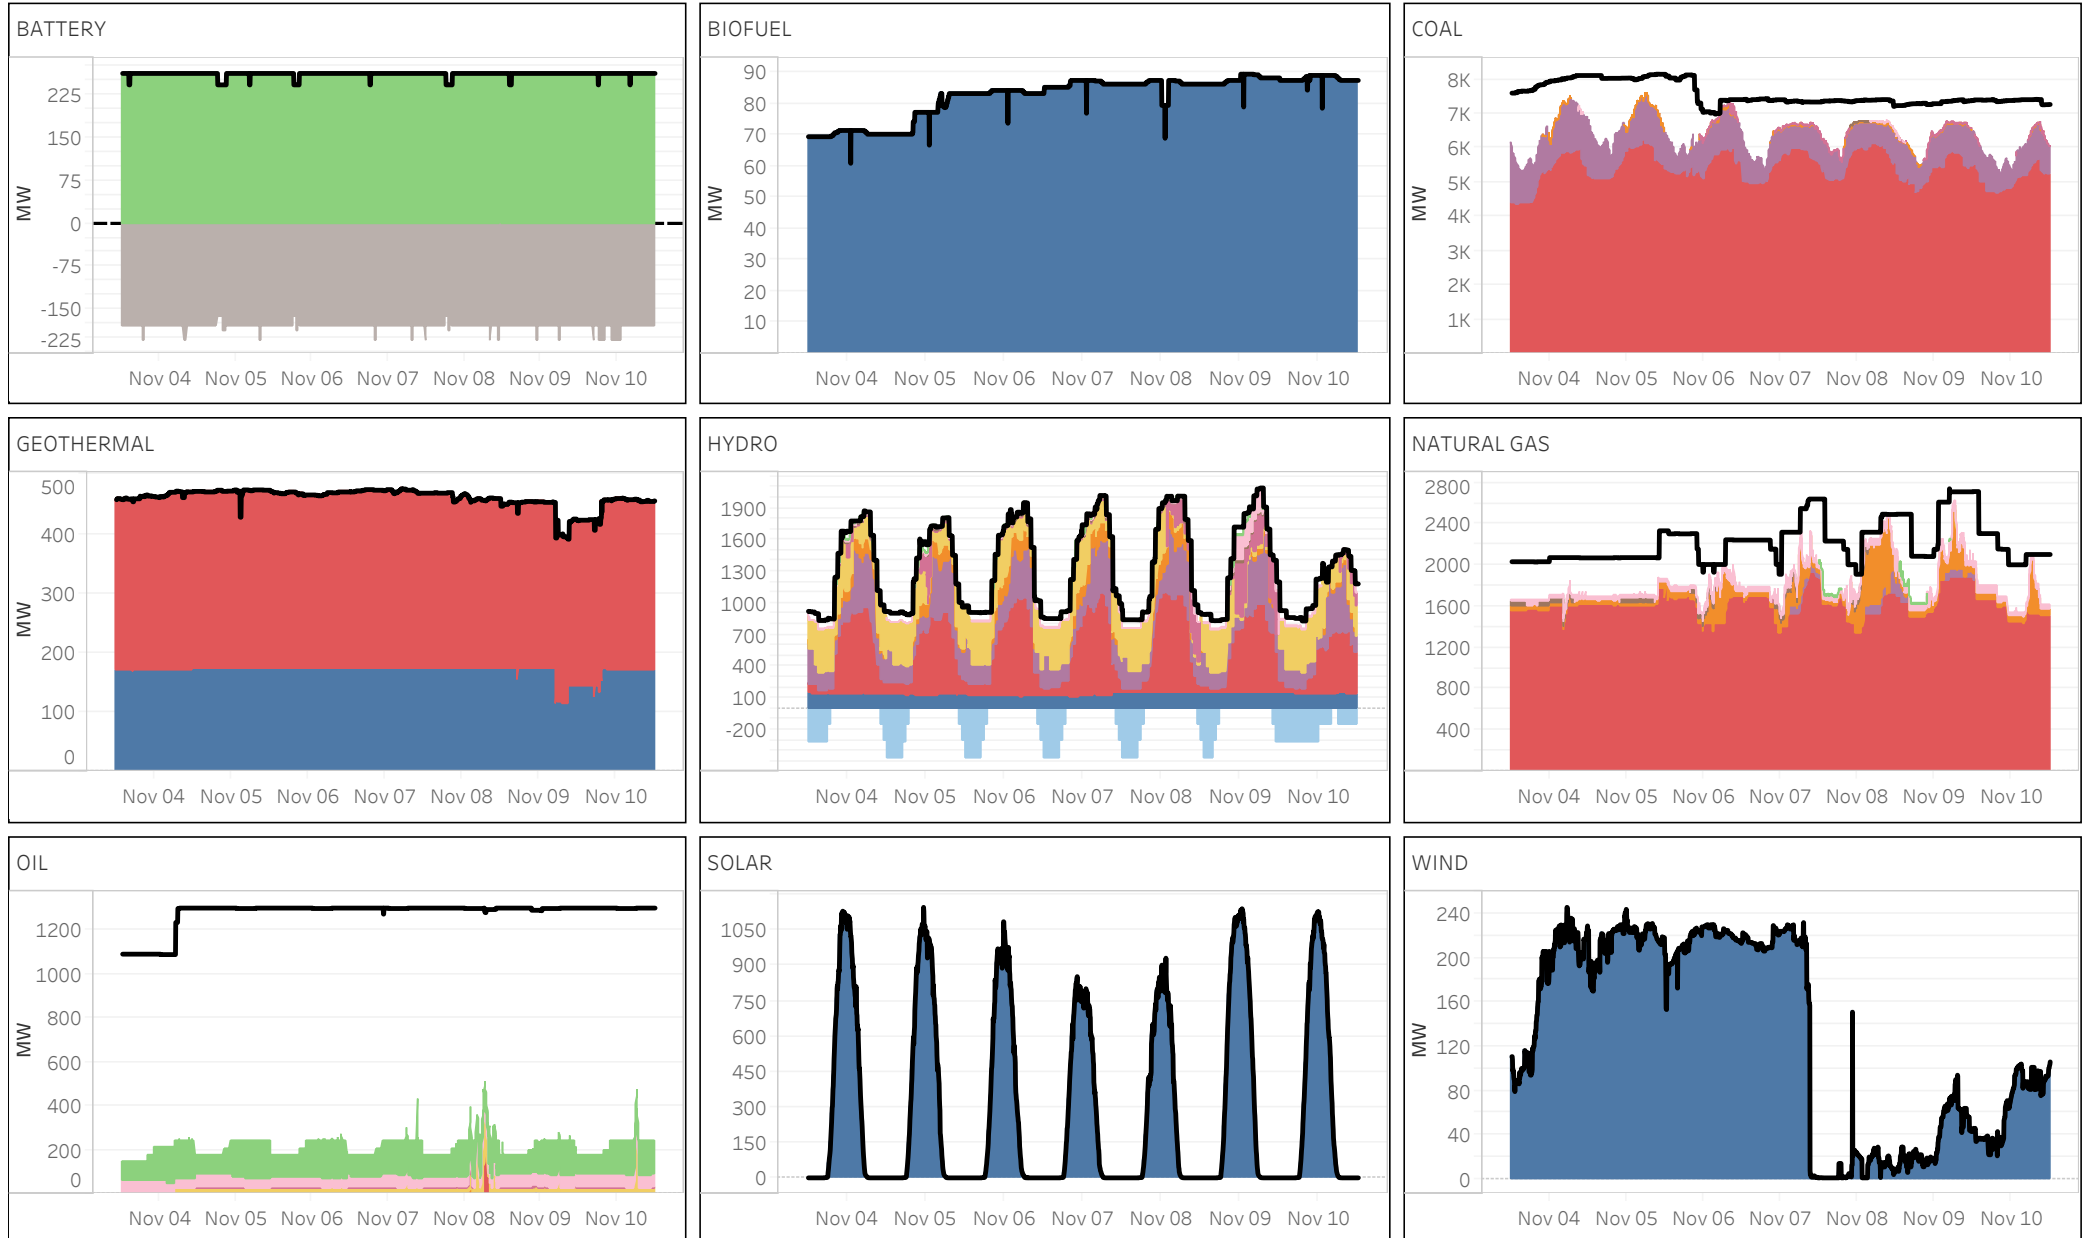 BATTERY
MW
225
150
75
0
-75
-150
-225
Nov 04 Nov 05 Nov 06 Nov 07 Nov 08 Nov 09 Nov 10
BIOFUEL
MW
90
80
70
60
50
40
30
20
10
Nov 04 Nov 05 Nov 06 Nov 07 Nov 08 Nov 09 Nov 10
COAL
MW
8K
7K
6K
5K
4K
3K
2K
1K
Nov 04 Nov 05 Nov 06 Nov 07 Nov 08 Nov 09 Nov 10
GEOTHERMAL
MW
500
400
300
200
100
0
Nov 04 Nov 05 Nov 06 Nov 07 Nov 08 Nov 09 Nov 10
HYDRO
1900
1600
1300
1000
700
400
100
-200
Nov 04 Nov 05 Nov 06 Nov 07 Nov 08 Nov 09 Nov 10
NATURAL GAS
2800
2400
2000
1600
1200
800
400
Nov 04 Nov 05 Nov 06 Nov 07 Nov 08 Nov 09 Nov 10
OIL
MW
1200
1000
800
600
400
200
0
Nov 04 Nov 05 Nov 06 Nov 07 Nov 08 Nov 09 Nov 10
SOLAR
1050
900
750
600
450
300
150
0
Nov 04 Nov 05 Nov 06 Nov 07 Nov 08 Nov 09 Nov 10
WIND
MW
240
200
160
120
80
40
0
Nov 04 Nov 05 Nov 06 Nov 07 Nov 08 Nov 09 Nov 10